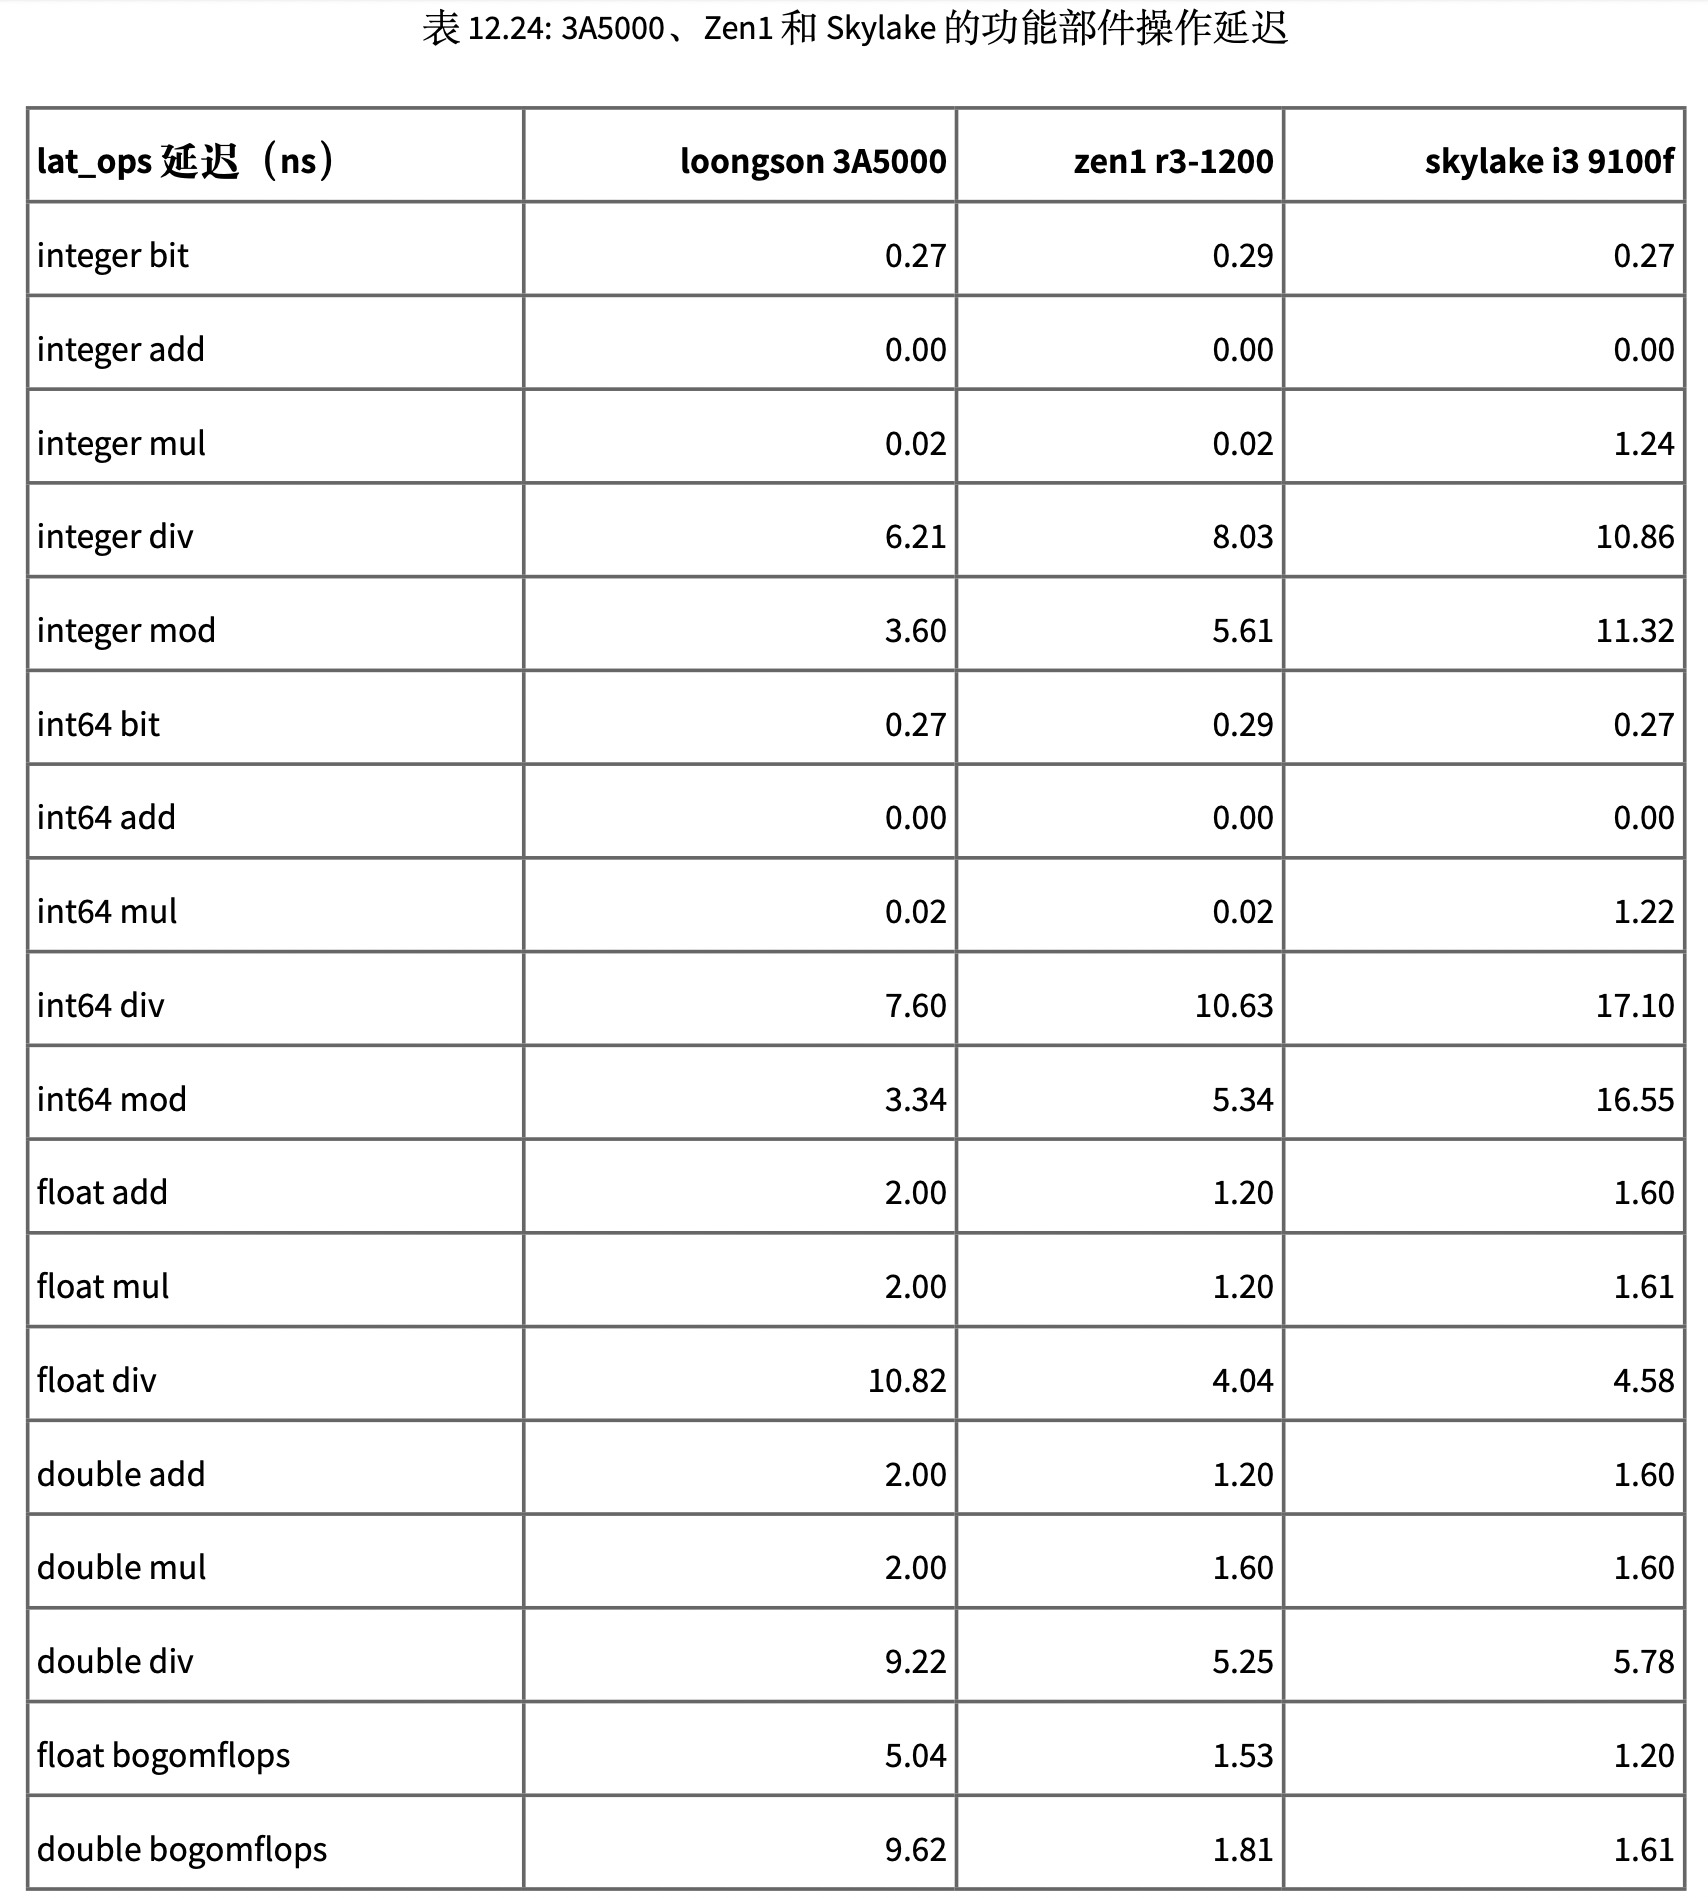 表 12.24: 3A5000、Zen1 和 Skylake 的功能部件操作延迟
lat_ops 延迟（ns） loongson 3A5000 zen1 r3-1200 skylake i3 9100f
integer bit 0.27 0.29 0.27
integer add 0.00 0.00 0.00
integer mul 0.02 0.02 1.24
integer div 6.21 8.03 10.86
integer mod 3.60 5.61 11.32
int64 bit 0.27 0.29 0.27
int64 add 0.00 0.00 0.00
int64 mul 0.02 0.02 1.22
int64 div 7.60 10.63 17.10
int64 mod 3.34 5.34 16.55
float add 2.00 1.20 1.60
float mul 2.00 1.20 1.61
float div 10.82 4.04 4.58
double add 2.00 1.20 1.60
double mul 2.00 1.60 1.60
double div 9.22 5.25 5.78
float bogomflops 5.04 1.53 1.20
double bogomflops 9.62 1.81 1.61